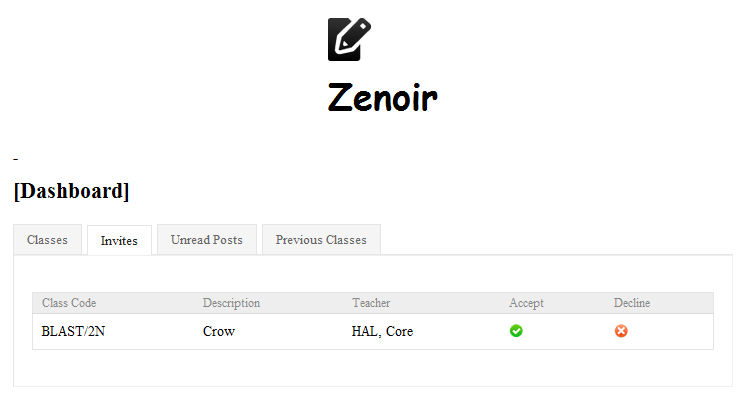 Zenoir
-
[Dashboard]
Classes Invites Unread Posts Previous Classes
Class Code Description Teacher Accept Decline
BLAST/2N Crow HAL, Core